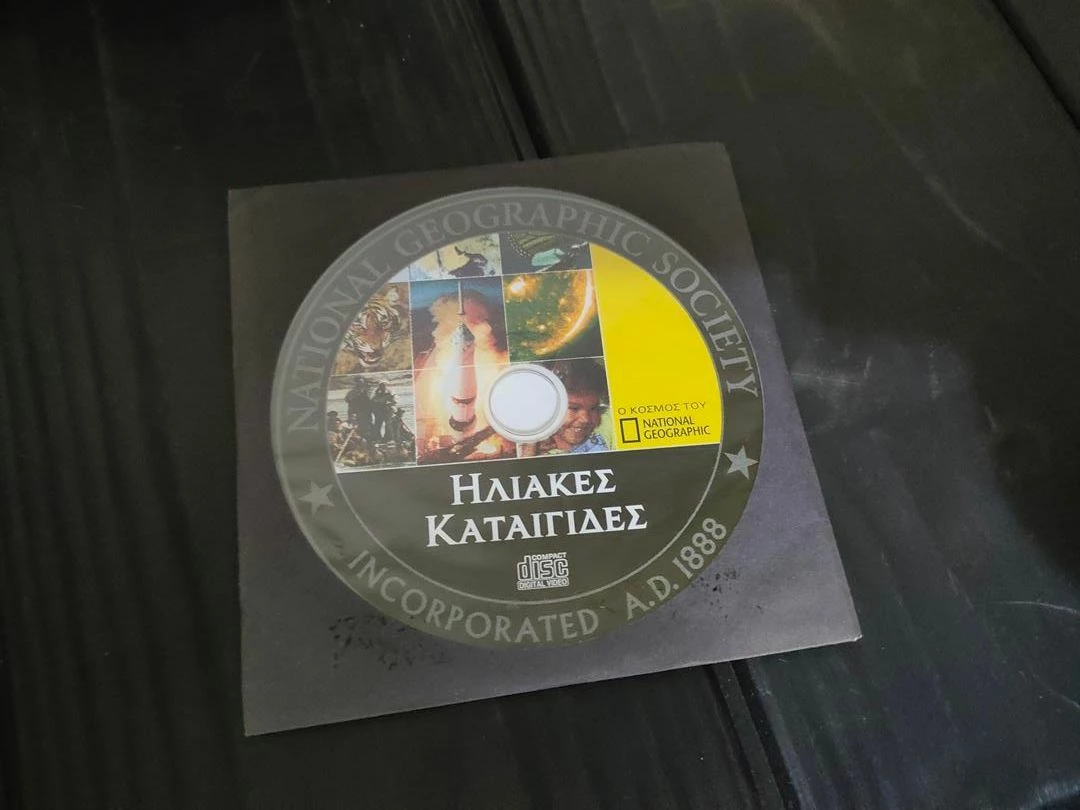 NATIONAL GEOGRAPHIC SOCIETY
Ο ΚΟΣΜΟΣ ΤΟΥ
NATIONAL
GEOGRAPHIC
ΗΛΙΑΚΕΣ
ΚΑΤΑΙΓΙΔΕΣ
COMPACT
disc
DIGITAL VIDEO
INCORPORATED A.D. 1888